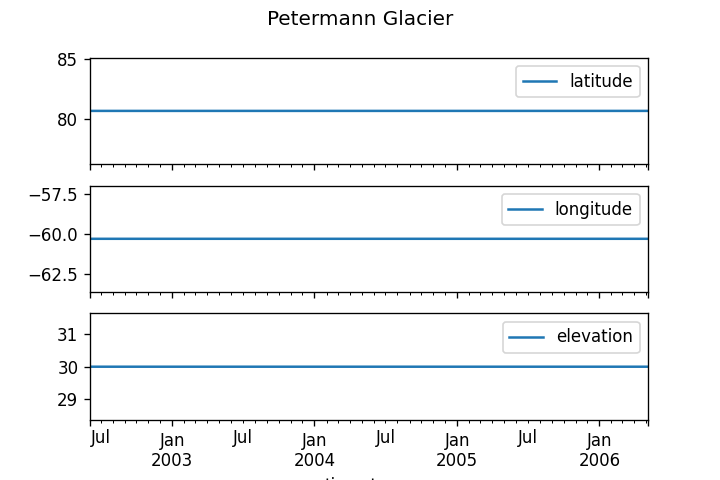 Petermann Glacier
85
80
latitude
−57.5
−60.0
−62.5
longitude
31
30
29
elevation
Jul Jan Jul Jan Jul Jan Jul Jan
2003 2004 2005 2006